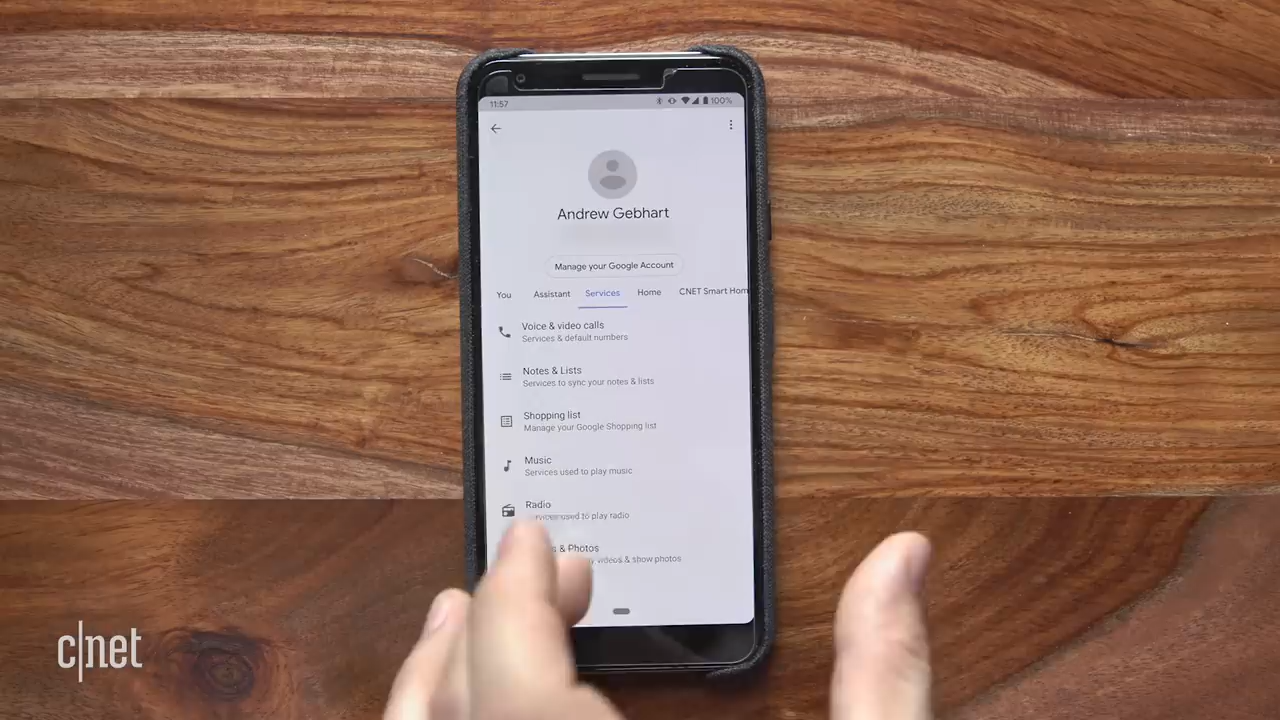 11:57
100%
Andrew Gebhart
Manage your Google Account
You Assistant Services Home CNET Smart Hom
Voice & video calls
Services & default numbers
Notes & Lists
Services to sync your notes & lists
Shopping list
Manage your Google Shopping list
Music
Services used to play music
Radio
Services used to play radio
& Photos
videos & show photos
c|net